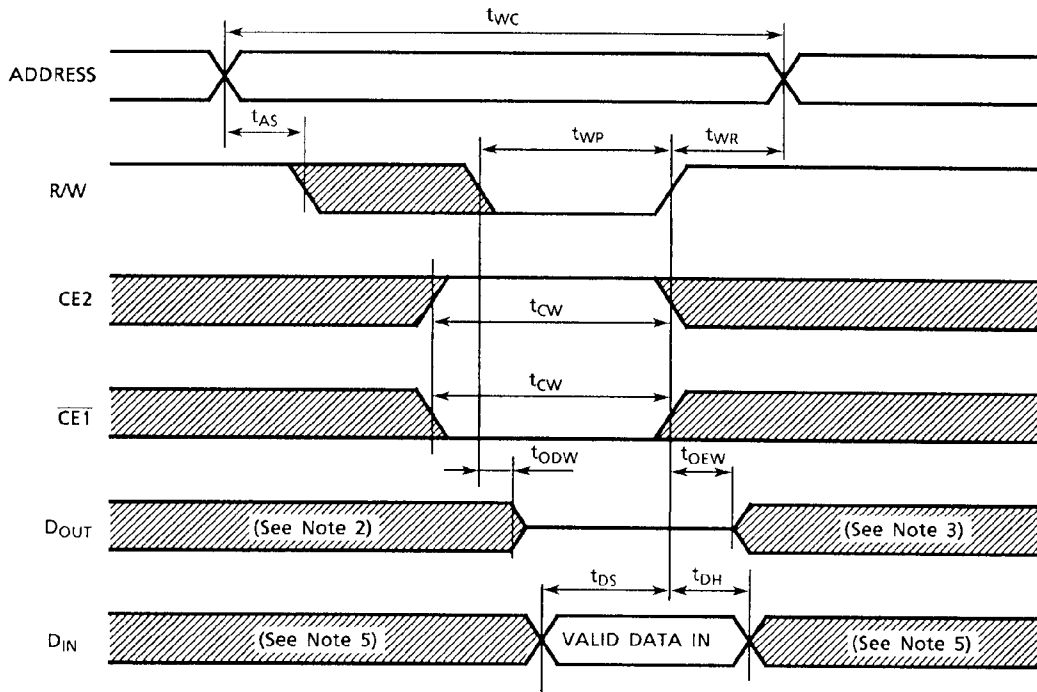 tWC
ADDRESS
tAS
tWP
tWR
R/W
CE2
tCW
tCW
CE1
tODW
tOEW
DOUT
(See Note 2)
(See Note 3)
tDS
tDH
DIN
(See Note 5)
VALID DATA IN
(See Note 5)